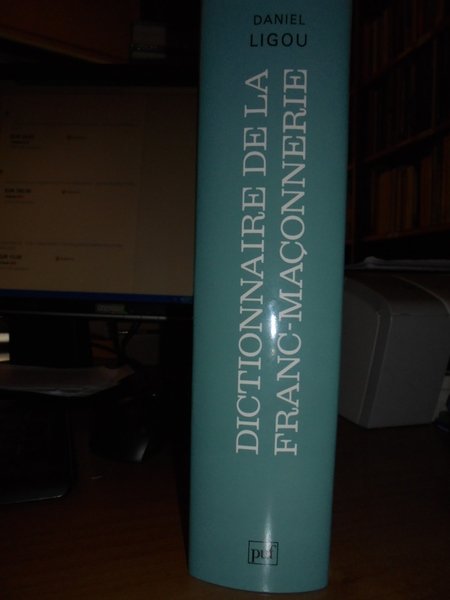 DANIEL
LIGOU
DICTIONNAIRE DE LA
FRANC-MAÇONNERIE
puf